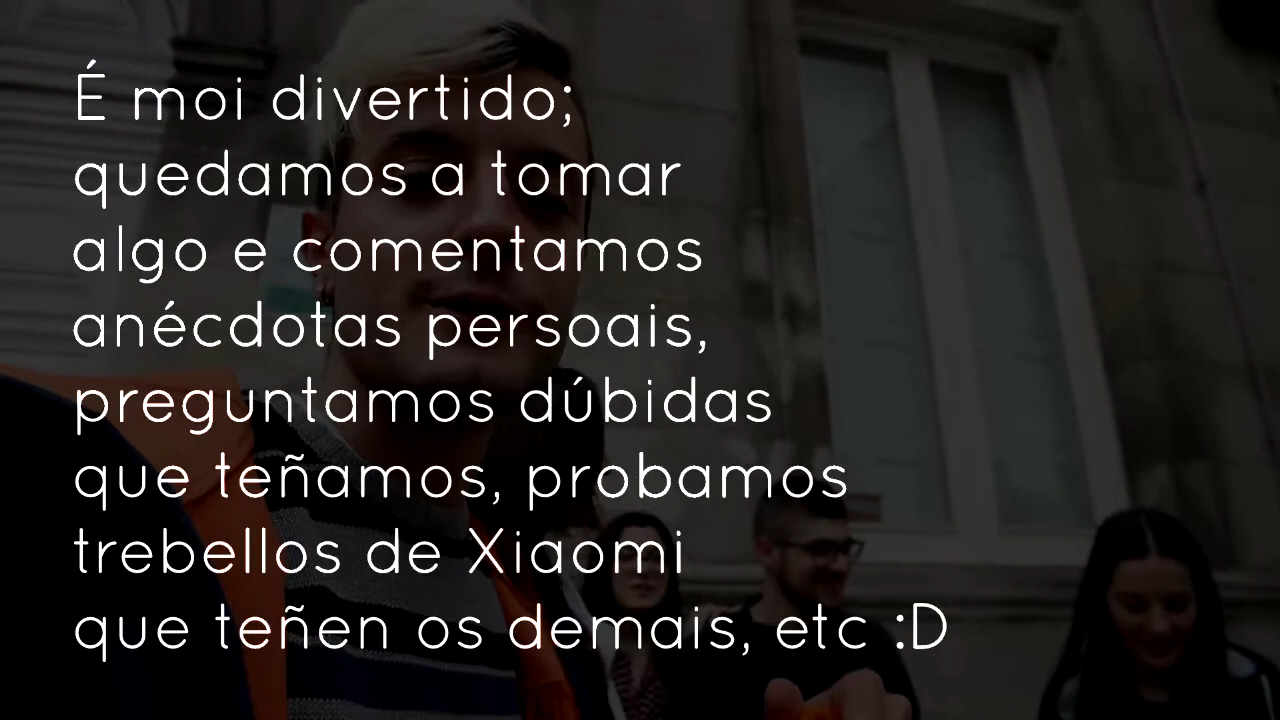 É moi divertido;
quedamos a tomar
algo e comentamos
anécdotas persoais,
preguntamos dúbidas
que teñamos, probamos
trebellos de Xiaomi
que teñen os demais, etc :D